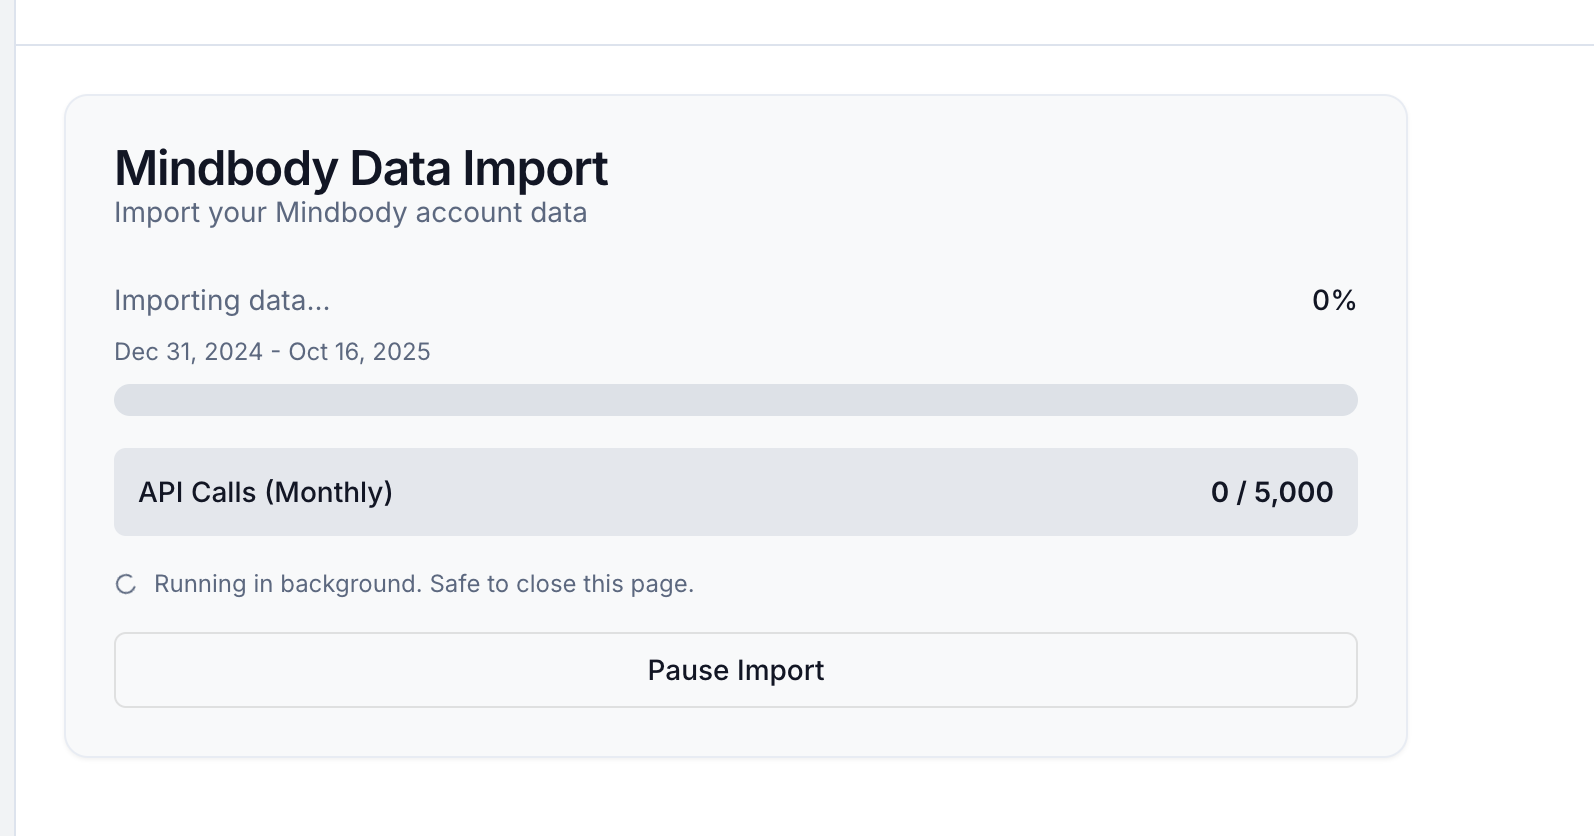 Mindbody Data Import
Import your Mindbody account data
Importing data... 0%
Dec 31, 2024 - Oct 16, 2025
API Calls (Monthly) 0 / 5,000
Running in background. Safe to close this page.
Pause Import